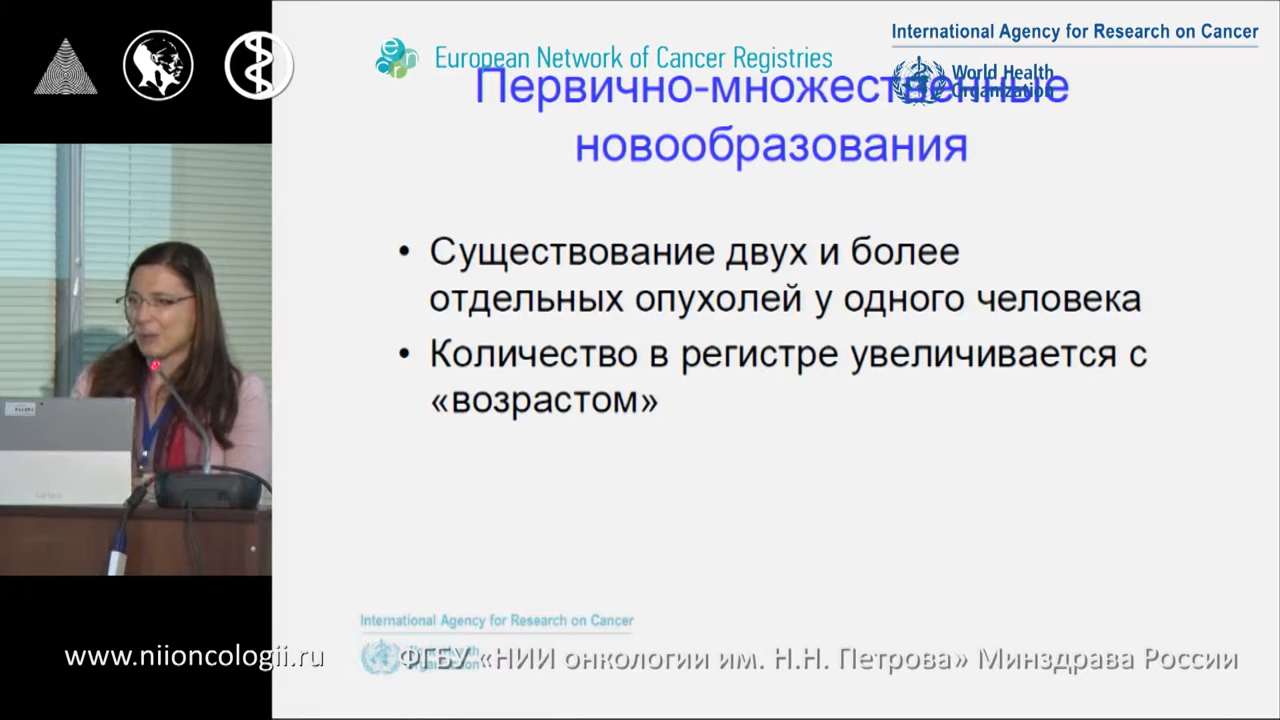 European Network of Cancer Registries
International Agency for Research on Cancer
World Health
Organization
Первично-множественные
новообразования
• Существование двух и более
отдельных опухолей у одного человека
• Количество в регистре увеличивается с
«возрастом»
International Agency for Research on Cancer
www.niioncologii.ru
ФГБУ «НИИ онкологии им. Н.Н. Петрова» Минздрава России